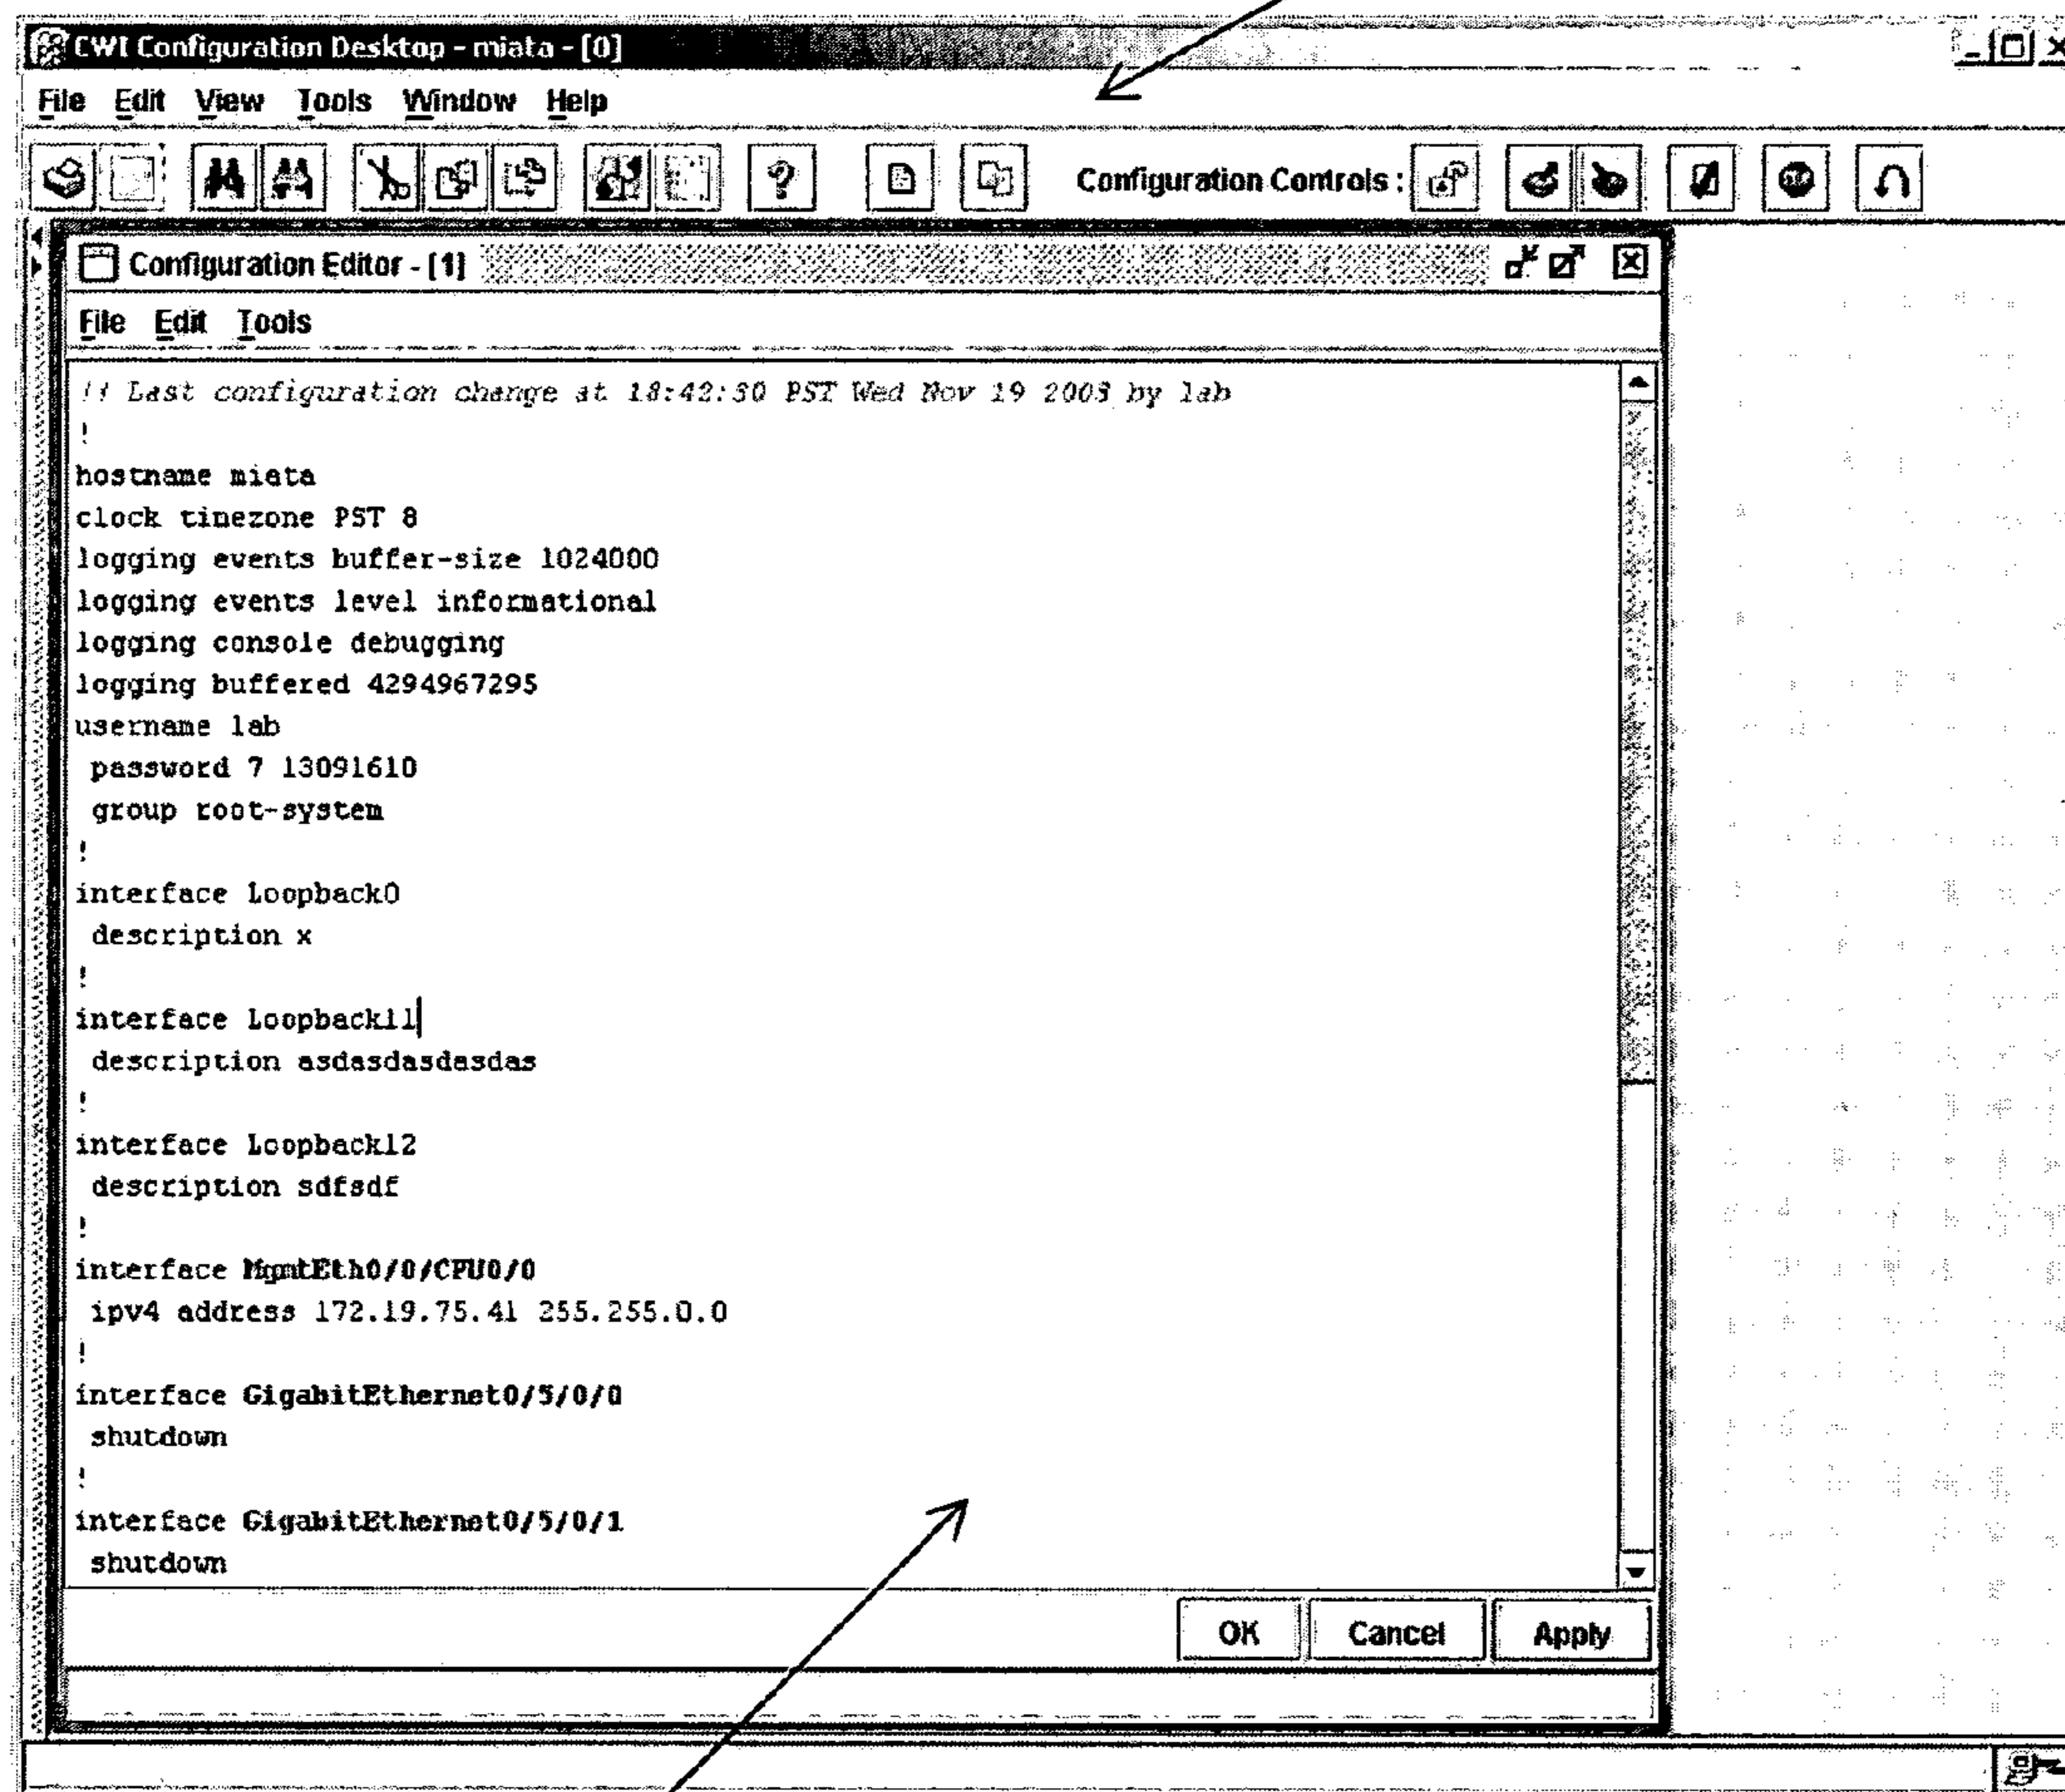 CWI Configuration Desktop - miata - [0]
File Edit View Tools Window Help
Configuration Controls :
Configuration Editor - [1]
File Edit Tools
!! Last configuration change at 18:42:30 PST Wed Nov 19 2003 by lab
!
hostname miata
clock timezone PST 8
logging events buffer-size 1024000
logging events level informational
logging console debugging
logging buffered 4294967295
username lab
password 7 13091610
group root-system
!
interface Loopback0
description x
!
interface Loopback11
description asdasdasdasdas
!
interface Loopback12
description sdfsdf
!
interface MgmtEth0/0/CPU0/0
ipv4 address 172.19.75.41 255.255.0.0
!
interface GigabitEthernet0/5/0/0
shutdown
!
interface GigabitEthernet0/5/0/1
shutdown
OK Cancel Apply